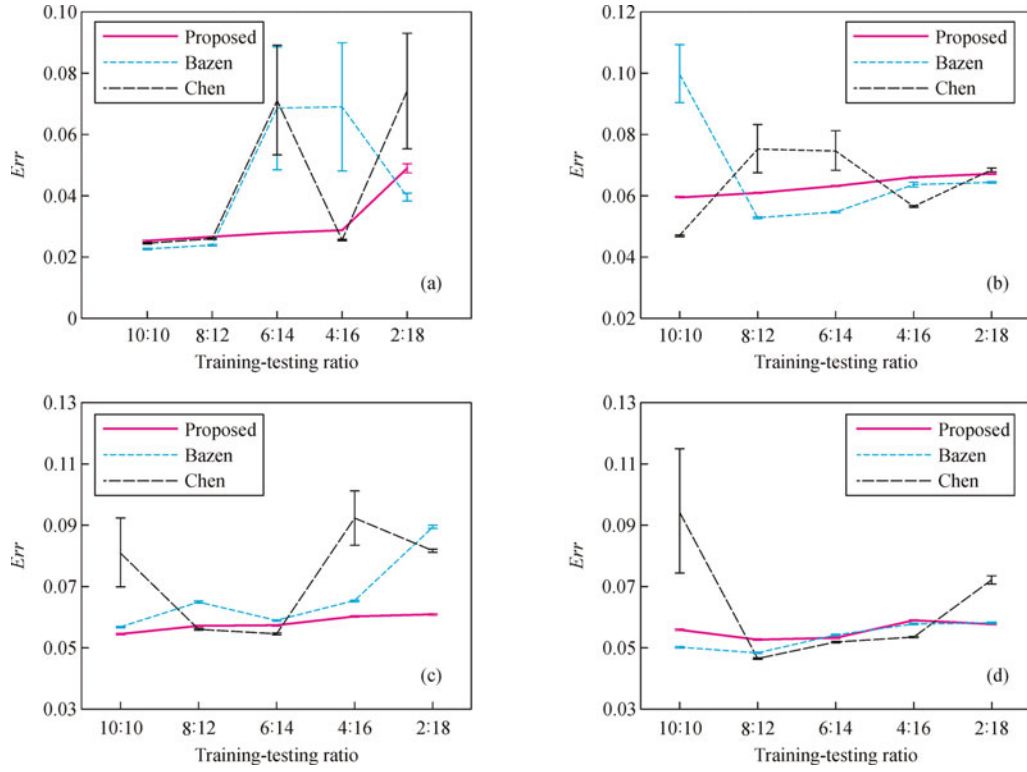 0.10
0.08
0.06
0.04
0.02
0
Err
Proposed
Bazen
Chen
(a)
10:10 8:12 6:14 4:16 2:18
Training-testing ratio
0.12
0.10
0.08
0.06
0.04
0.02
Err
Proposed
Bazen
Chen
(b)
10:10 8:12 6:14 4:16 2:18
Training-testing ratio
0.13
0.11
0.09
0.07
0.05
0.03
Err
Proposed
Bazen
Chen
(c)
10:10 8:12 6:14 4:16 2:18
Training-testing ratio
0.13
0.11
0.09
0.07
0.05
0.03
Err
Proposed
Bazen
Chen
(d)
10:10 8:12 6:14 4:16 2:18
Training-testing ratio